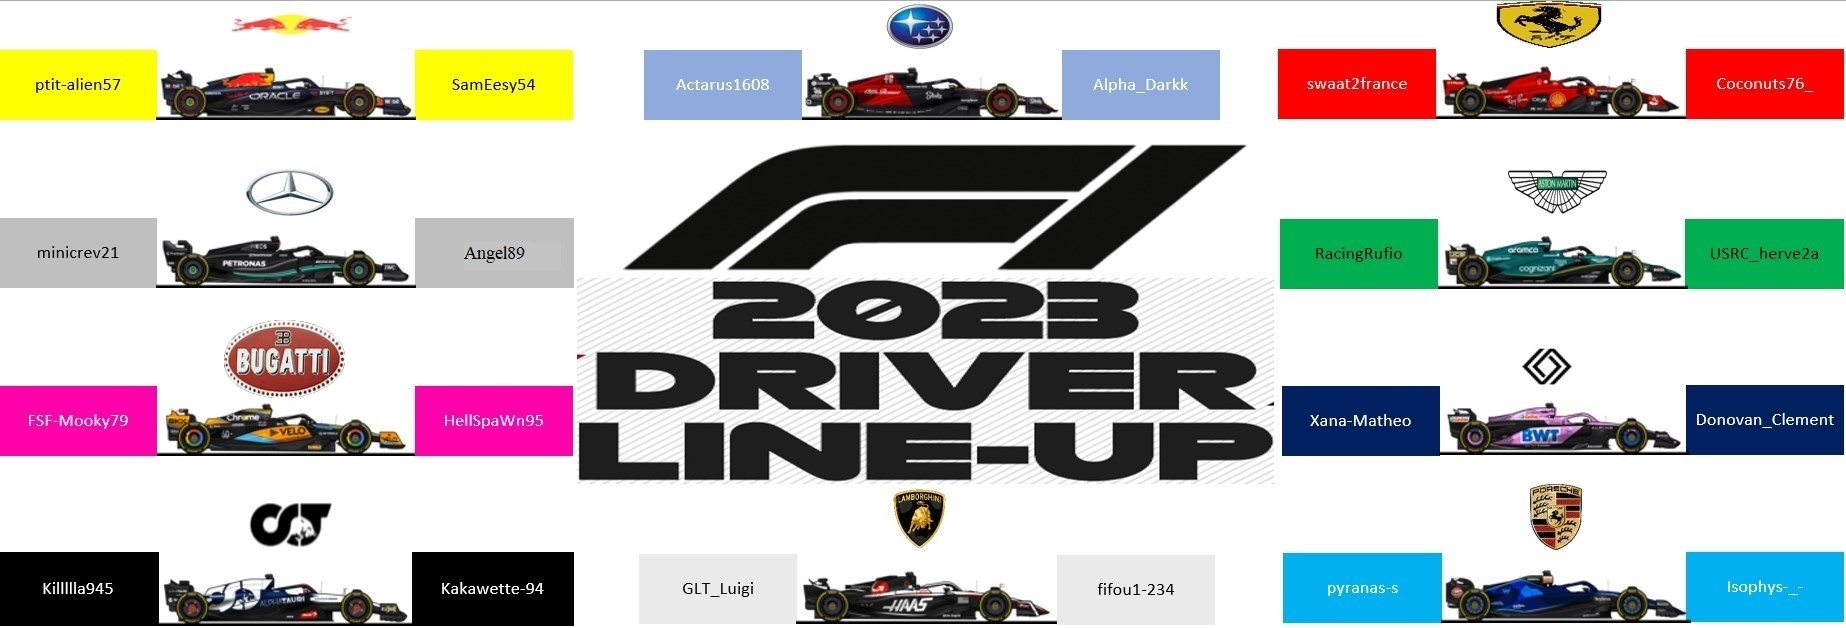 ptit-alien57
ORACLE
SamEesy54
Actarus1608
Alpha_Darkk
swaat2france
Coconuts76_
minicrev21
PETRONAS
Angel89
ASTON MARTIN
RacingRufio
aramco
cognizant
USRC_herve2a
2023
DRIVER
LINE-UP
BUGATTI
FSF-Mooky79
Chrome
VELO
HellSpaWn95
Xana-Matheo
BWT
Donovan_Clement
Killllla945
ALPHATAURI
Kakawette-94
LAMBORGHINI
GLT_Luigi
HAAS
fifou1-234
PORSCHE
pyranas-s
Isophys-_-